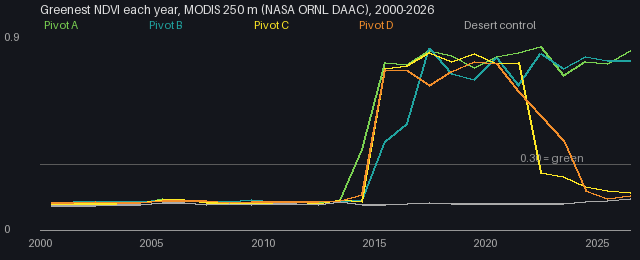 Greenest NDVI each year, MODIS 250 m (NASA ORNL DAAC), 2000-2026
Pivot A Pivot B Pivot C Pivot D Desert control
0.9
0.30 = green
0
2000 2005 2010 2015 2020 2025